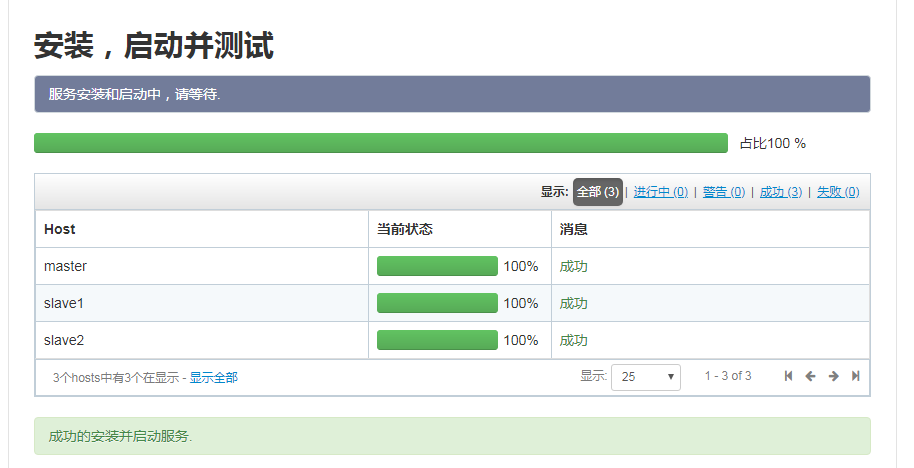 安装，启动并测试
服务安装和启动中，请等待.
占比100 %
显示: 全部 (3) | 进行中 (0) | 警告 (0) | 成功 (3) | 失败 (0)
Host 当前状态 消息
master 100% 成功
slave1 100% 成功
slave2 100% 成功
3个hosts中有3个在显示 - 显示全部 显示: 25 1 - 3 of 3
成功的安装并启动服务.